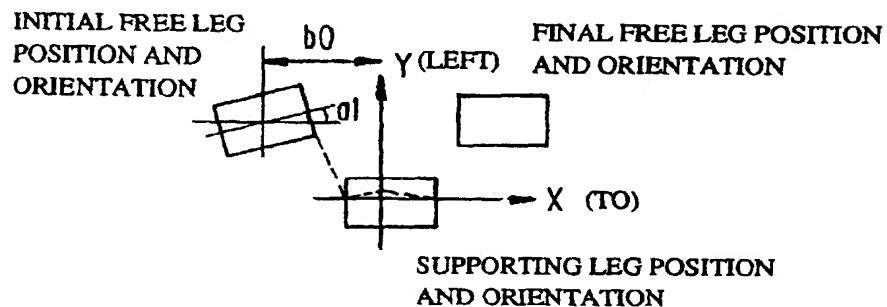 INITIAL FREE LEG
POSITION AND
ORIENTATION
b0
Y (LEFT)
FINAL FREE LEG POSITION
AND ORIENTATION
a1
X (TO)
SUPPORTING LEG POSITION
AND ORIENTATION